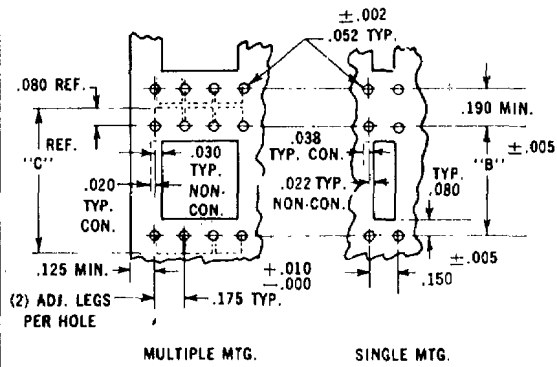 ±.002
.052 TYP.
.080 REF.
.190 MIN.
REF.
"C"
.030
TYP.
NON-
CON.
.038
TYP. CON.
"B"
±.005
.020
TYP.
CON.
.022 TYP.
NON-CON.
TYP.
.080
.125 MIN.
+.010
-.000
±.005
.150
(2) ADJ. LEGS
PER HOLE
.175 TYP.
MULTIPLE MTG.
SINGLE MTG.